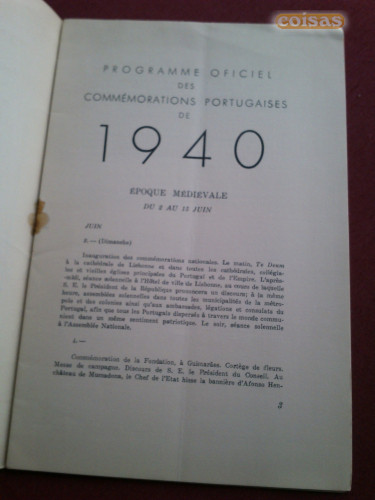 coisas
PROGRAMME OFICIEL
DES
COMMÉMORATIONS PORTUGAISES
DE
1940
ÉPOQUE MÉDIÉVALE
DU 2 AU 15 JUIN
JUIN
2.— (Dimanche)
Inauguration des commémorations nationales. Le matin, Te Deum
à la cathédrale de Lisbonne et dans toutes les cathédrales, collégia-
les et vieilles églises principales du Portugal et de l'Empire. L'après-
-midi, séance solennelle à l'Hôtel de ville de Lisbonne, au cours de laquelle
S. E. le Président de la République prononcera un discours; à la même
heure, assemblées solennelles dans toutes les municipalités de la métro-
pole et des colonies ainsi qu'aux ambassades, légations et consulats du
Portugal, afin que tous les Portugais dispersés à travers le monde commu-
nient dans un même sentiment patriotique. Le soir, séance solennelle
à l'Assemblée Nationale.
4.—
Commémoration de la Fondation, à Guimarães. Cortège de fleurs.
Messe de campagne. Discours de S. E. le Président du Conseil. Au
château de Mumadona, le Chef de l'Etat hisse la bannière d'Afonso Hen-
3